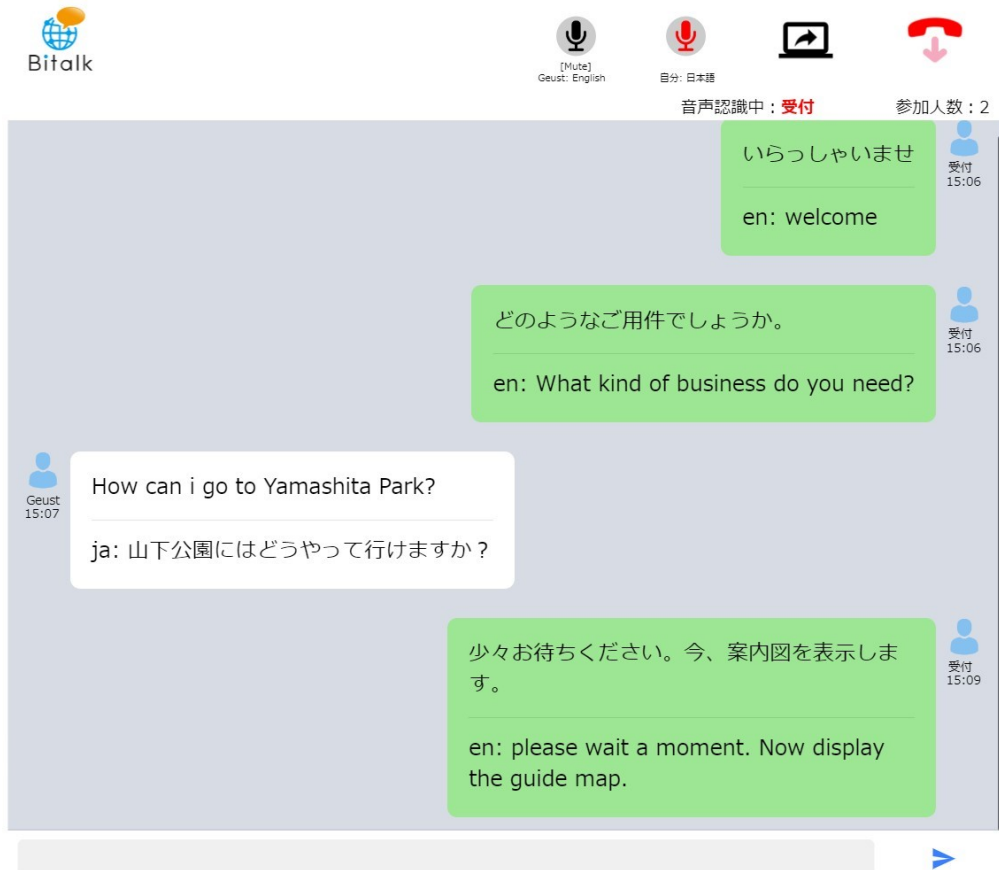 Bitalk
[Mute]
Geust: English
自分: 日本語
音声認識中：受付
参加人数：2
いらっしゃいませ
en: welcome
受付
15:06
どのようなご用件でしょうか。
en: What kind of business do you need?
受付
15:06
Geust
15:07
How can i go to Yamashita Park?
ja: 山下公園にはどうやって行けますか？
少々お待ちください。今、案内図を表示しま
す。
en: please wait a moment. Now display
the guide map.
受付
15:09